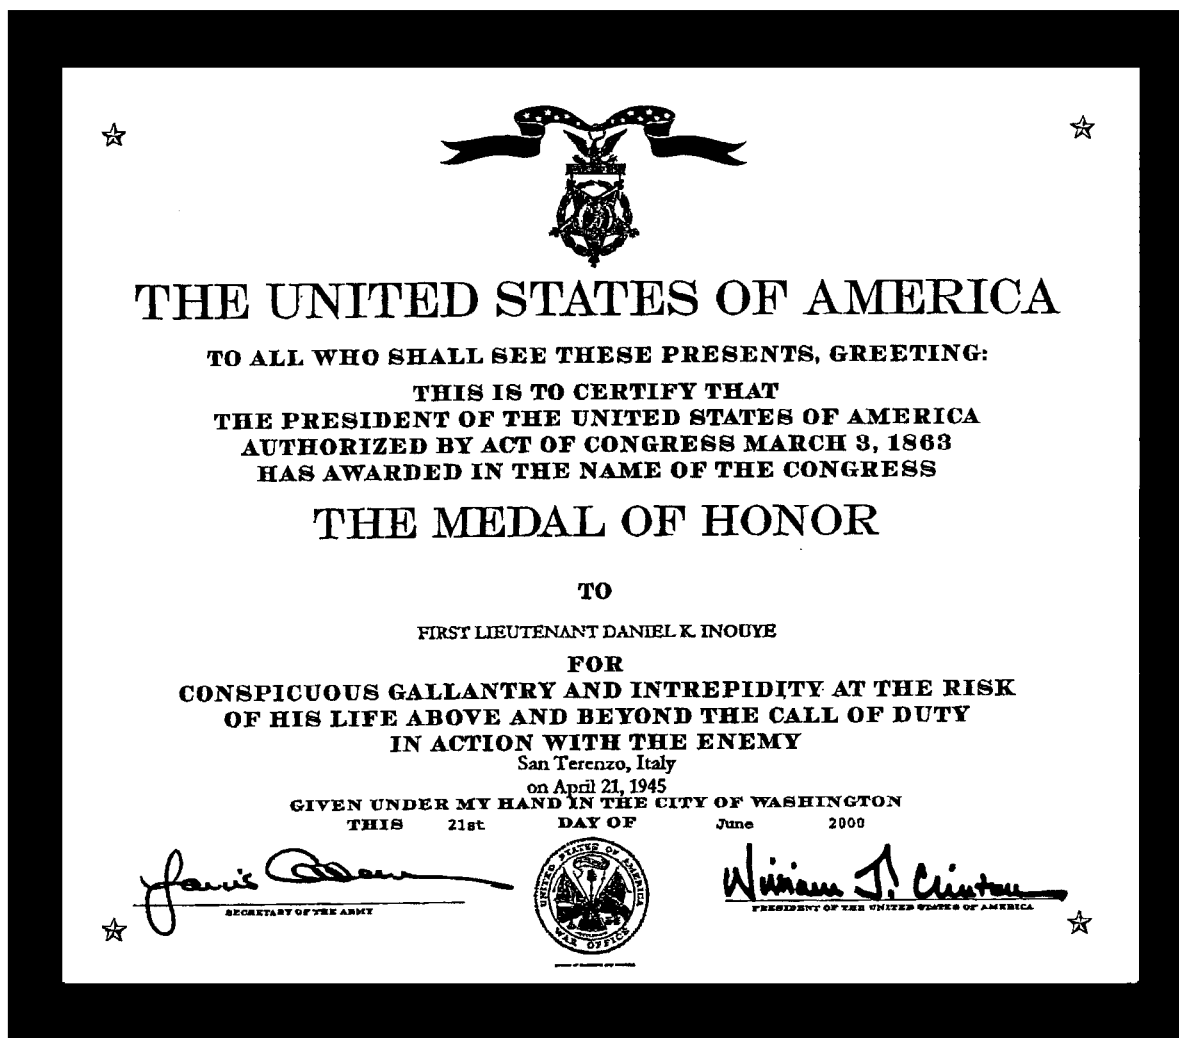 THE UNITED STATES OF AMERICA
TO ALL WHO SHALL SEE THESE PRESENTS, GREETING:
THIS IS TO CERTIFY THAT
THE PRESIDENT OF THE UNITED STATES OF AMERICA
AUTHORIZED BY ACT OF CONGRESS MARCH 3, 1863
HAS AWARDED IN THE NAME OF THE CONGRESS
THE MEDAL OF HONOR
TO
FIRST LIEUTENANT DANIEL K. INOUYE
FOR
CONSPICUOUS GALLANTRY AND INTREPIDITY AT THE RISK
OF HIS LIFE ABOVE AND BEYOND THE CALL OF DUTY
IN ACTION WITH THE ENEMY
San Terenzo, Italy
on April 21, 1945
GIVEN UNDER MY HAND IN THE CITY OF WASHINGTON
THIS 21st DAY OF June 2000
William J. Clinton
SECRETARY OF THE ARMY
PRESIDENT OF THE UNITED STATES OF AMERICA
UNITED STATES OF AMERICA
WAR OFFICE